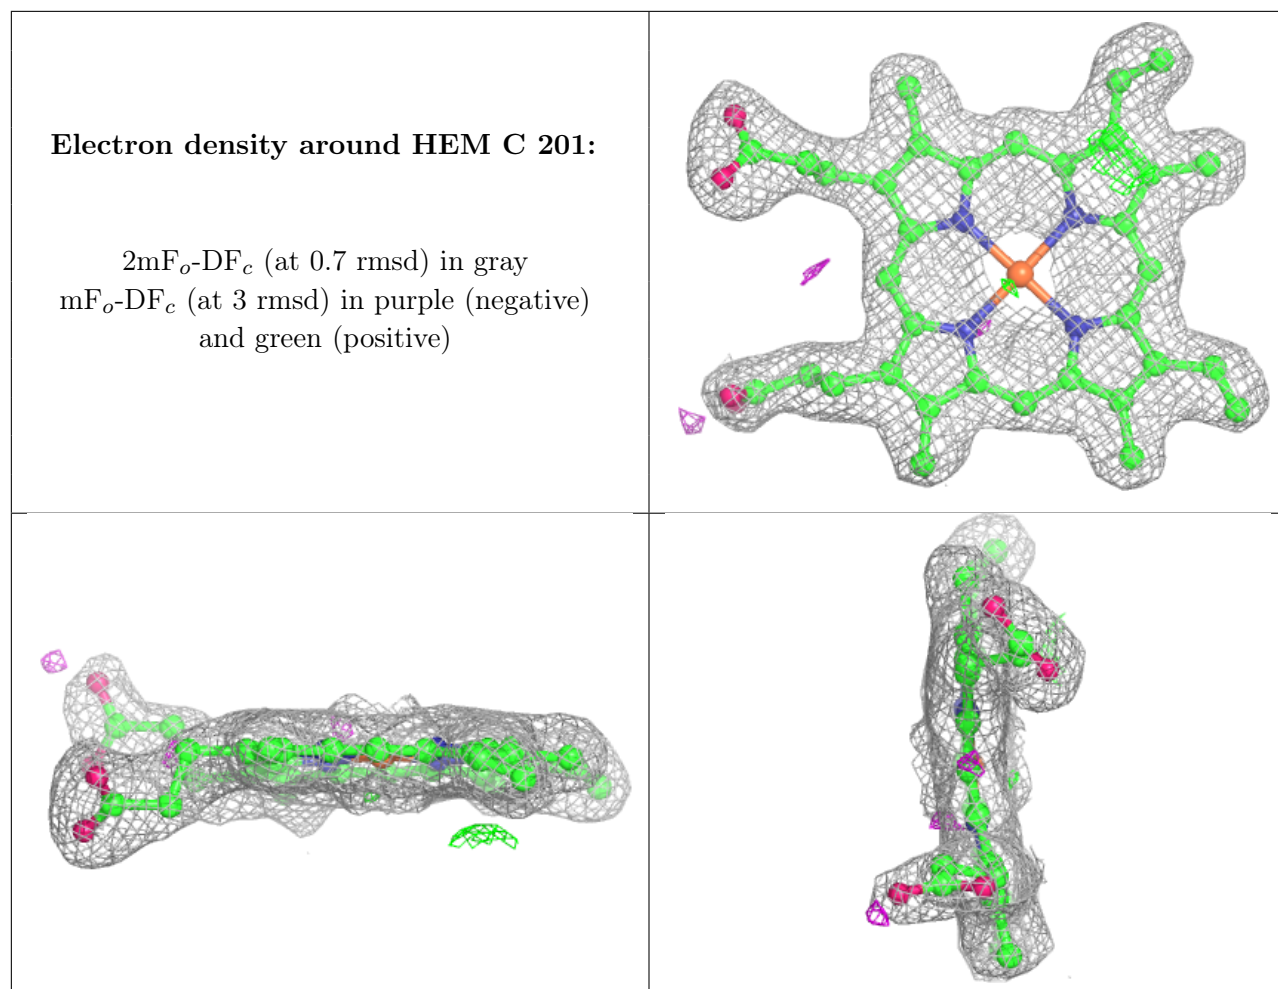 Electron density around HEM C 201:
2mFo-DFc (at 0.7 rmsd) in gray
mFo-DFc (at 3 rmsd) in purple (negative)
and green (positive)